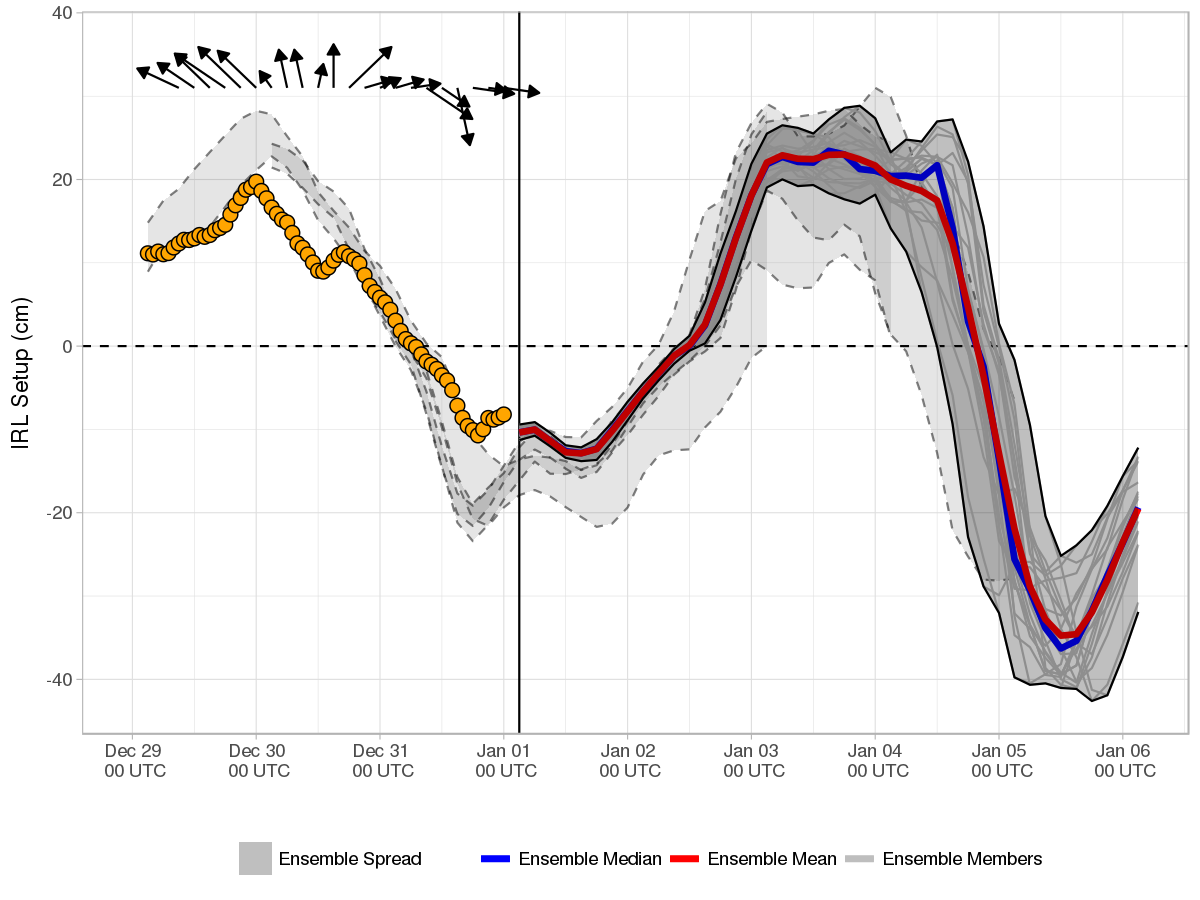 40
20
0
-20
-40
IRL Setup (cm)
Dec 29 00 UTC
Dec 30 00 UTC
Dec 31 00 UTC
Jan 01 00 UTC
Jan 02 00 UTC
Jan 03 00 UTC
Jan 04 00 UTC
Jan 05 00 UTC
Jan 06 00 UTC
Ensemble Spread
Ensemble Median
Ensemble Mean
Ensemble Members